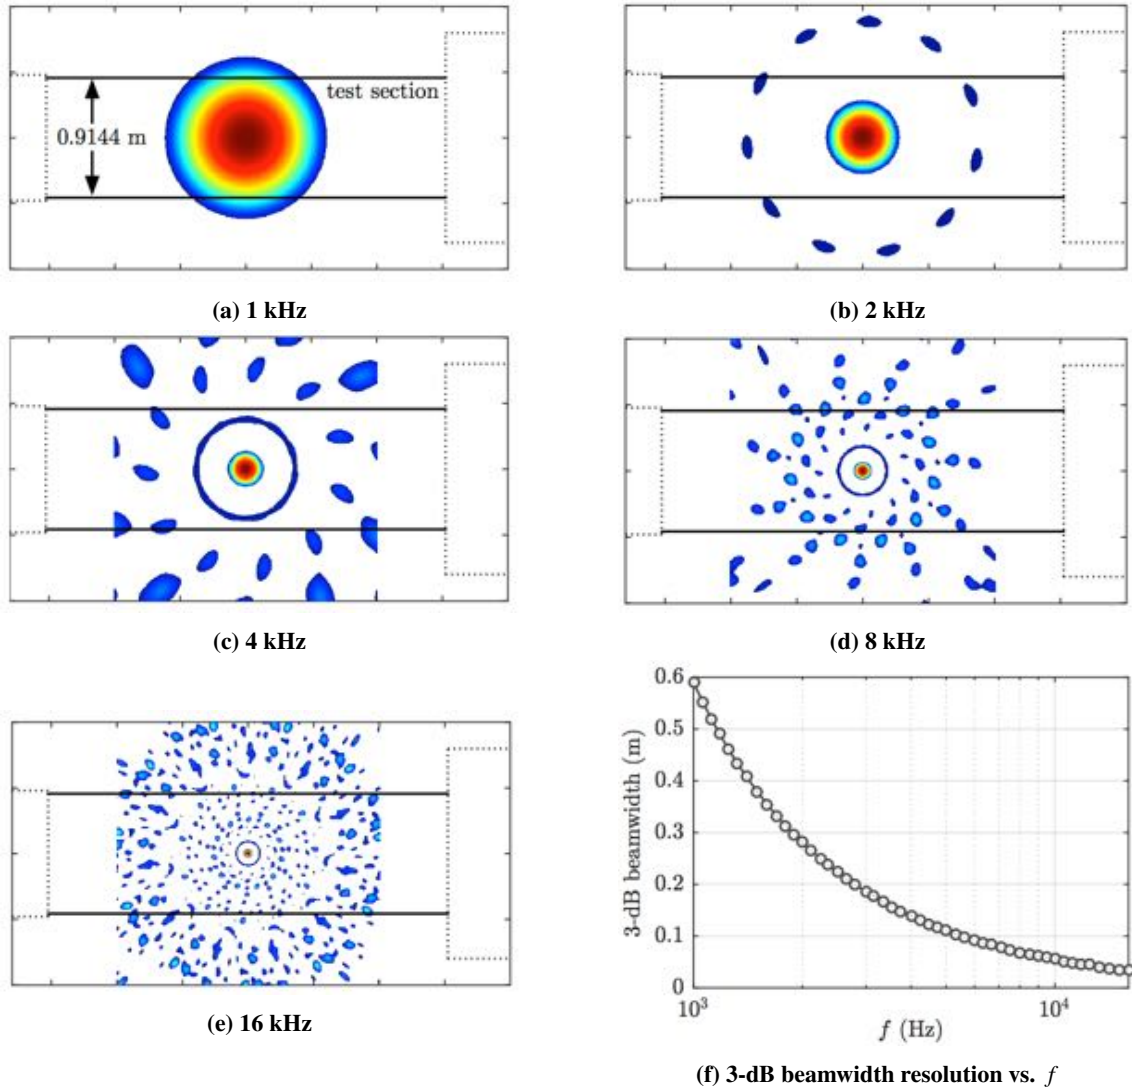 0.9144 m
test section
(a) 1 kHz
(b) 2 kHz
(c) 4 kHz
(d) 8 kHz
(e) 16 kHz
0.6
0.5
0.4
0.3
0.2
0.1
0
3-dB beamwidth (m)
10³
10⁴
f (Hz)
(f) 3-dB beamwidth resolution vs. f